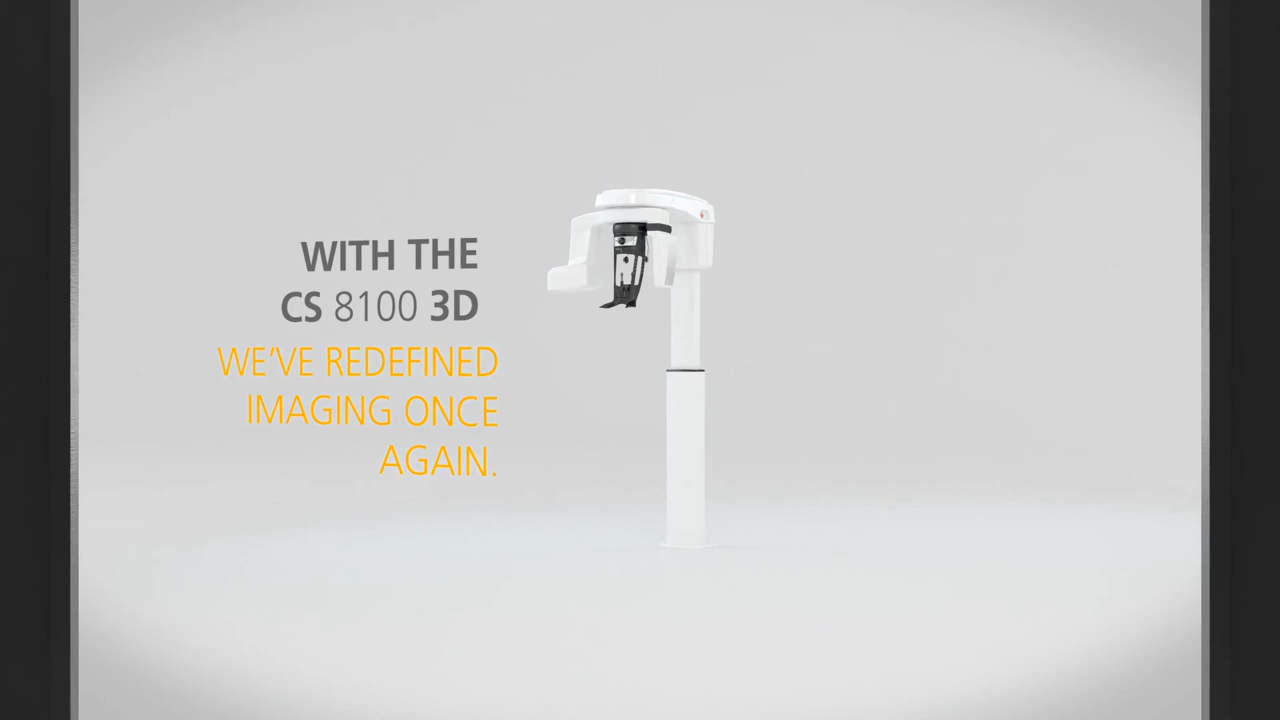 WITH THE
CS 8100 3D
WE'VE REDEFINED
IMAGING ONCE
AGAIN.